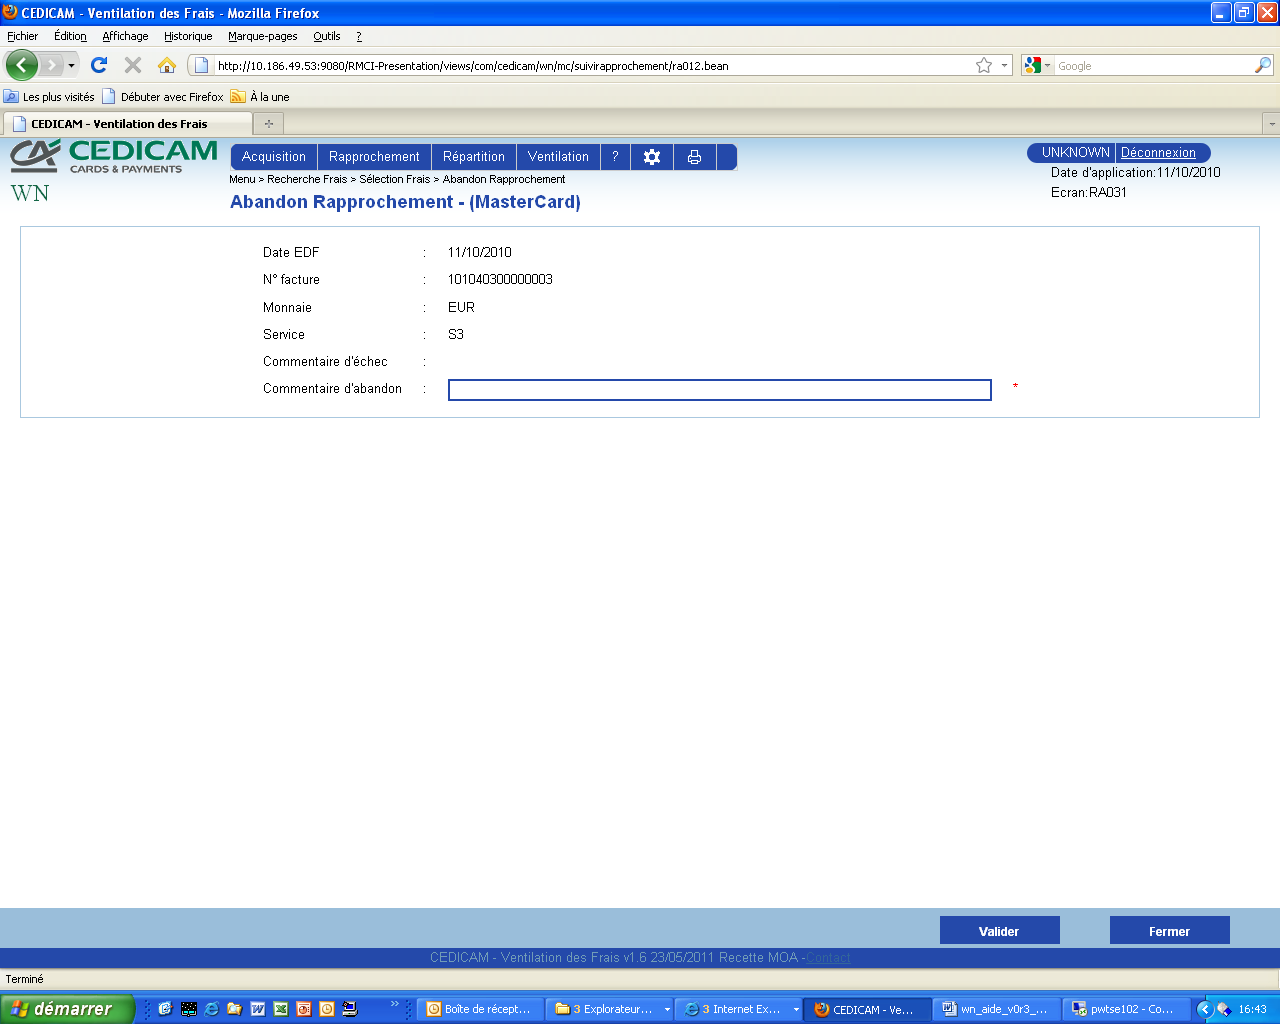 CEDICAM - Ventilation des Frais - Mozilla Firefox
Fichier Édition Affichage Historique Marque-pages Outils ?
http://10.186.49.53:9080/RMCI-Presentation/views/com/cedicam/wn/mc/suivirapprochement/ra012.bean Google
Les plus visités Débuter avec Firefox À la une
CEDICAM - Ventilation des Frais
CEDICAM
CARDS & PAYMENTS
WN
Acquisition Rapprochement Répartition Ventilation ?
UNKNOWN Déconnexion
Date d'application:11/10/2010
Ecran:RA031
Menu > Recherche Frais > Sélection Frais > Abandon Rapprochement
Abandon Rapprochement - (MasterCard)
Date EDF : 11/10/2010
N° facture : 101040300000003
Monnaie : EUR
Service : S3
Commentaire d'échec :
Commentaire d'abandon : *
Valider Fermer
CEDICAM - Ventilation des Frais v1.6 23/05/2011 Recette MOA -Contact
Terminé
démarrer Boîte de récept... 3 Explorateur... 3 Internet Ex... CEDICAM - Ve... wn_aide_v0r3_... pwtse102 - Co... 16:43